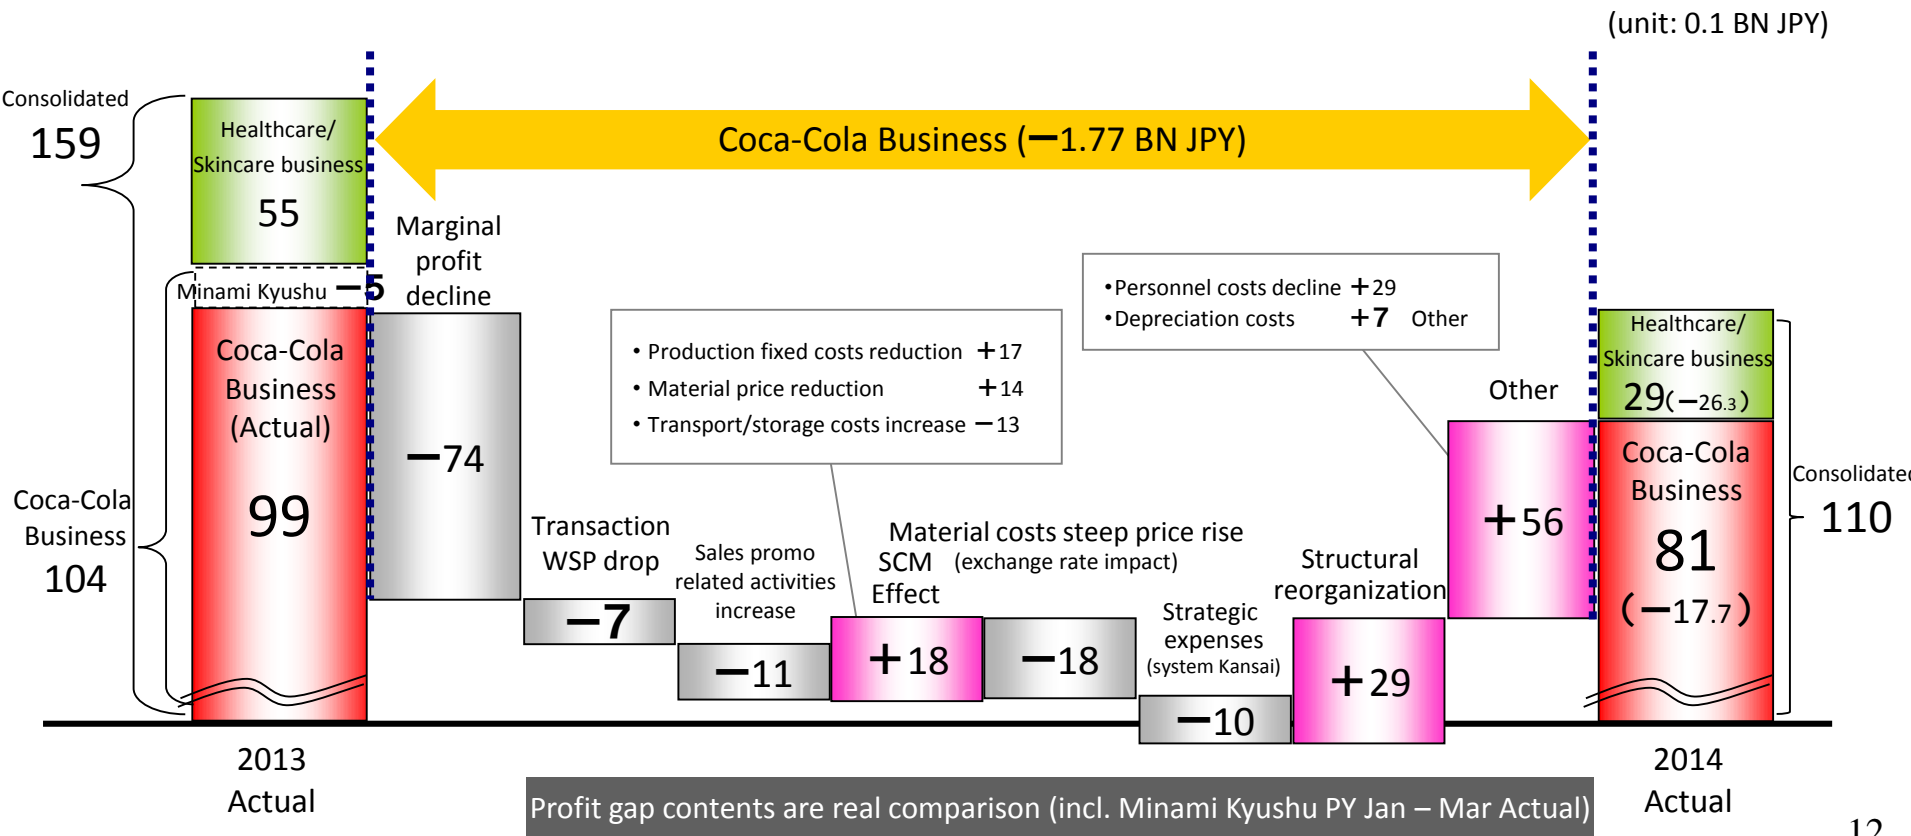 (unit: 0.1 BN JPY)
Consolidated
159
Healthcare/
Skincare business
55
Minami Kyushu －5
Coca-Cola
Business
(Actual)
99
Coca-Cola
Business
104
Coca-Cola Business (－1.77 BN JPY)
Marginal
profit
decline
－74
Transaction
WSP drop
－7
Sales promo
related activities
increase
－11
• Production fixed costs reduction ＋17
• Material price reduction ＋14
• Transport/storage costs increase －13
SCM
Effect
＋18
Material costs steep price rise
(exchange rate impact)
－18
Strategic
expenses
(system Kansai)
－10
Structural
reorganization
＋29
•Personnel costs decline ＋29
•Depreciation costs ＋7 Other
Other
＋56
Healthcare/
Skincare business
29(－26.3)
Coca-Cola
Business
81
(－17.7)
Consolidated
110
2013
Actual
2014
Actual
Profit gap contents are real comparison (incl. Minami Kyushu PY Jan – Mar Actual)
12